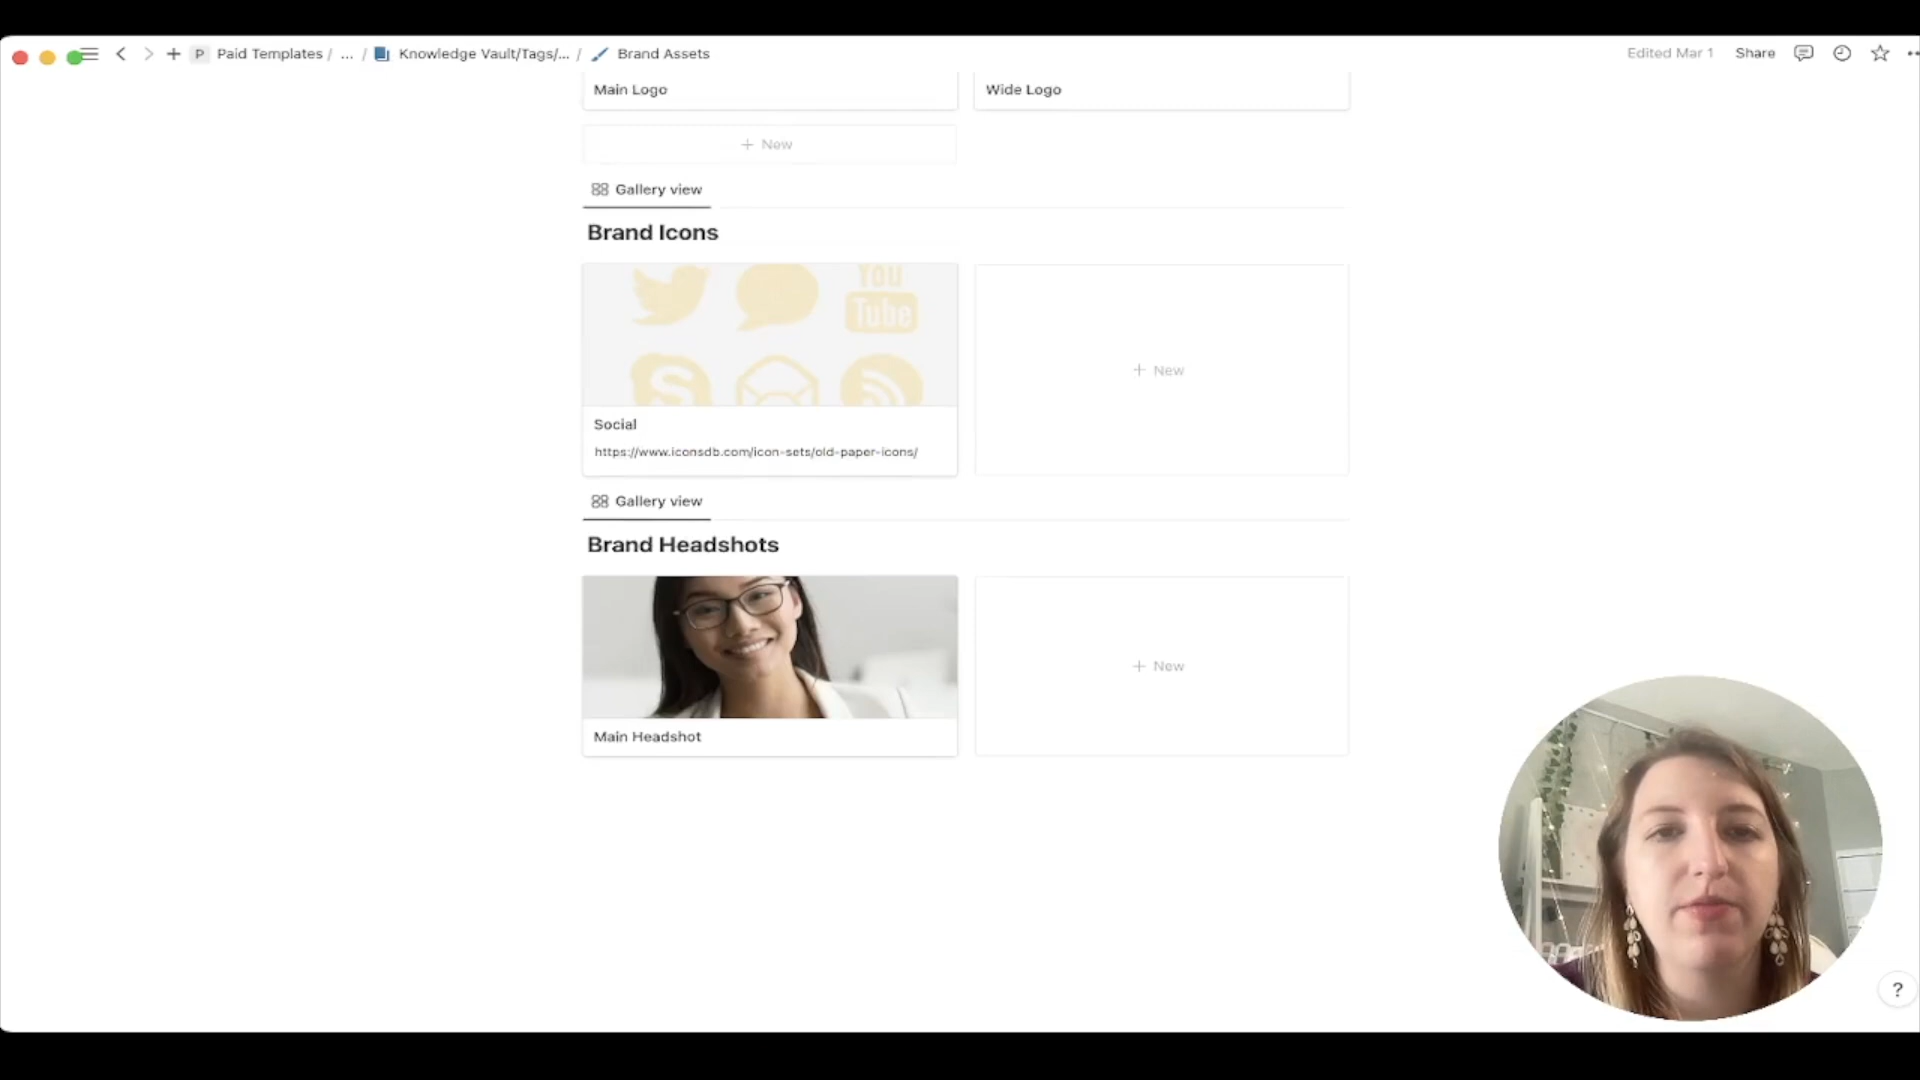 P Paid Templates / ... / Knowledge Vault/Tags/... / Brand Assets
Edited Mar 1 Share
Main Logo
Wide Logo
+ New
Gallery view
Brand Icons
You
Tube
+ New
Social
https://www.iconsdb.com/icon-sets/old-paper-icons/
Gallery view
Brand Headshots
+ New
Main Headshot
?